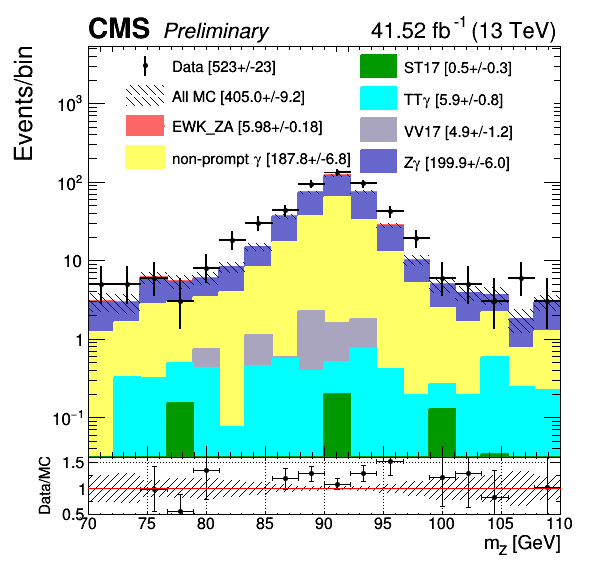 CMS Preliminary 41.52 fb⁻¹ (13 TeV)
Events/bin
Data [523+/-23]
All MC [405.0+/-9.2]
EWK_ZA [5.98+/-0.18]
non-prompt γ [187.8+/-6.8]
ST17 [0.5+/-0.3]
TTγ [5.9+/-0.8]
VV17 [4.9+/-1.2]
Zγ [199.9+/-6.0]
10³
10²
10
1
10⁻¹
Data/MC
1.5
1
0.5
70 75 80 85 90 95 100 105 110
m_Z [GeV]